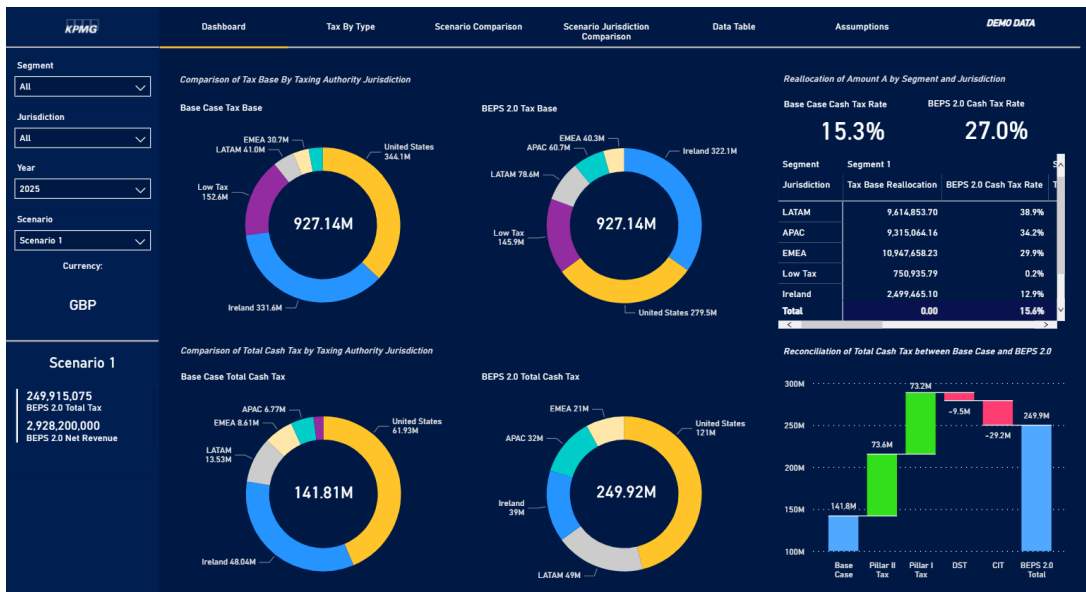 KPMG
Dashboard
Tax By Type
Scenario Comparison
Scenario Jurisdiction
Comparison
Data Table
Assumptions
DEMO DATA
Segment
All
Jurisdiction
All
Year
2025
Scenario
Scenario 1
Currency:
GBP
Scenario 1
249,915,075
BEPS 2.0 Total Tax
2,928,200,000
BEPS 2.0 Net Revenue
Comparison of Tax Base By Taxing Authority Jurisdiction
Base Case Tax Base
EMEA 30.7M
LATAM 41.0M
United States
344.1M
Low Tax
152.6M
927.14M
Ireland 331.6M
BEPS 2.0 Tax Base
EMEA 40.3M
APAC 60.7M
Ireland 322.1M
LATAM 78.6M
927.14M
Low Tax
145.9M
United States 279.5M
Reallocation of Amount A by Segment and Jurisdiction
Base Case Cash Tax Rate BEPS 2.0 Cash Tax Rate
15.3% 27.0%
Segment Segment 1 S
Jurisdiction Tax Base Reallocation BEPS 2.0 Cash Tax Rate T
LATAM 9,614,853.70 38.9%
APAC 9,315,064.16 34.2%
EMEA 10,947,658.23 29.9%
Low Tax 750,935.79 0.2%
Ireland 2,499,465.10 12.9%
Total 0.00 15.6%
Comparison of Total Cash Tax by Taxing Authority Jurisdiction
Base Case Total Cash Tax
APAC 6.77M
EMEA 8.61M
United States
61.93M
LATAM
13.53M
141.81M
Ireland 48.04M
BEPS 2.0 Total Cash Tax
EMEA 21M
United States
121M
APAC 32M
249.92M
Ireland
39M
LATAM 49M
Reconciliation of Total Cash Tax between Base Case and BEPS 2.0
300M
73.2M
-9.5M
249.9M
250M
-29.2M
73.6M
200M
141.8M
150M
100M
Base
Case
Pillar II
Tax
Pillar I
Tax
DST
CIT
BEPS 2.0
Total